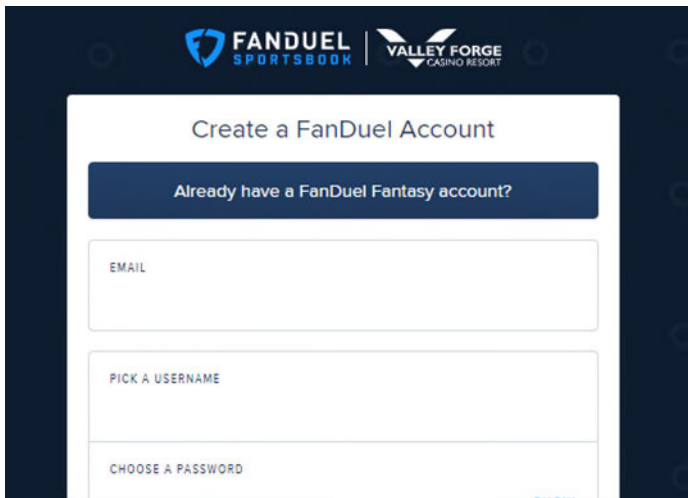 FANDUEL
SPORTSBOOK
VALLEY FORGE
CASINO RESORT
Create a FanDuel Account
Already have a FanDuel Fantasy account?
EMAIL
PICK A USERNAME
CHOOSE A PASSWORD